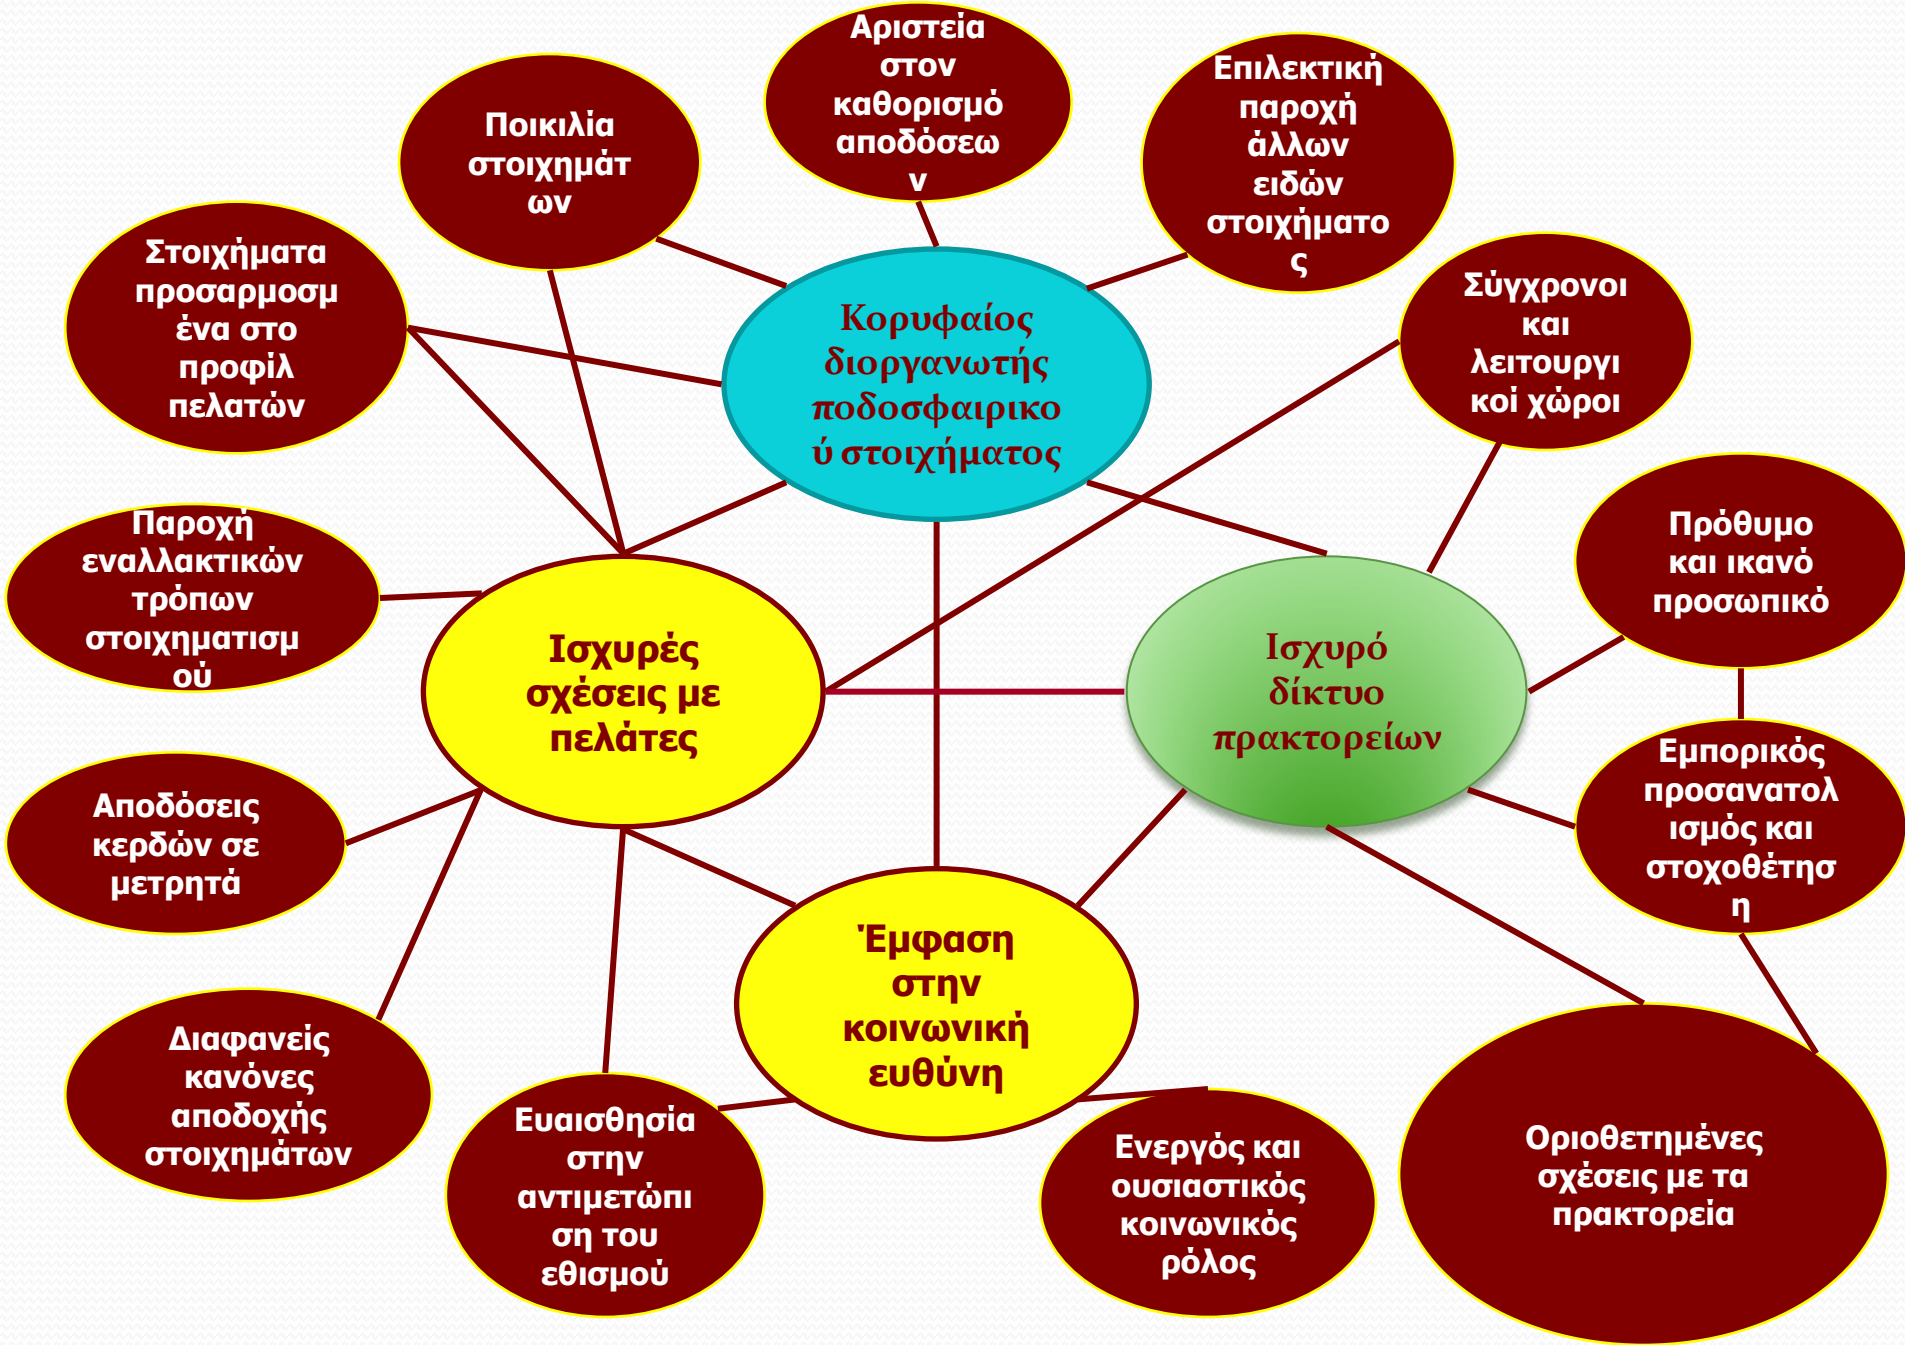 Αριστεία
στον
καθορισμό
αποδόσεω
ν
Επιλεκτική
παροχή
άλλων
ειδών
στοιχήματο
ς
Ποικιλία
στοιχημάτ
ων
Στοιχήματα
προσαρμοσμ
ένα στο
προφίλ
πελατών
Κορυφαίος
διοργανωτής
ποδοσφαιρικο
ύ στοιχήματος
Σύγχρονοι
και
λειτουργι
κοί χώροι
Παροχή
εναλλακτικών
τρόπων
στοιχηματισμ
ού
Πρόθυμο
και ικανό
προσωπικό
Ισχυρές
σχέσεις με
πελάτες
Ισχυρό
δίκτυο
πρακτορείων
Αποδόσεις
κερδών σε
μετρητά
Εμπορικός
προσανατολ
ισμός και
στοχοθέτησ
η
Έμφαση
στην
κοινωνική
ευθύνη
Διαφανείς
κανόνες
αποδοχής
στοιχημάτων
Ευαισθησία
στην
αντιμετώπι
ση του
εθισμού
Ενεργός και
ουσιαστικός
κοινωνικός
ρόλος
Οριοθετημένες
σχέσεις με τα
πρακτορεία